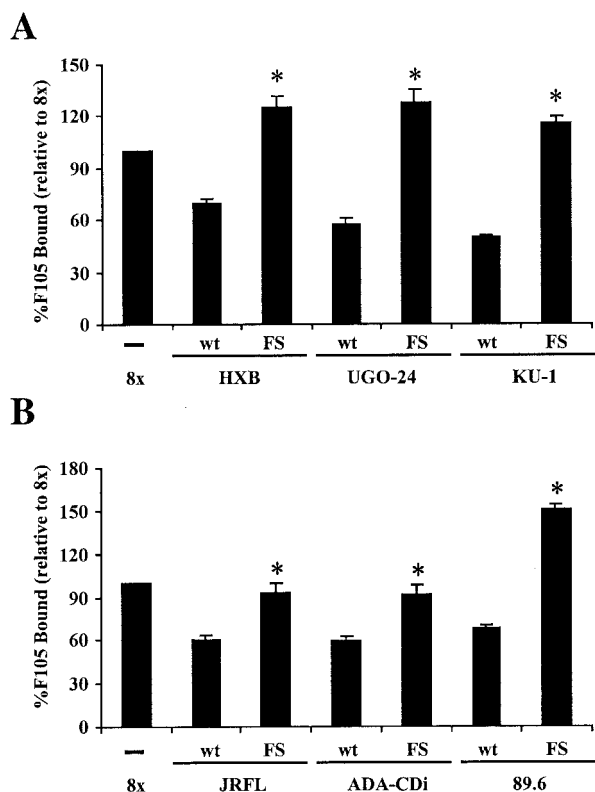 A
%F105 Bound (relative to 8x)
150
120
90
60
30
0
* * *
– wt FS wt FS wt FS
8x HXB UGO-24 KU-1
B
%F105 Bound (relative to 8x)
180
150
120
90
60
30
0
* * *
– wt FS wt FS wt FS
8x JRFL ADA-CDi 89.6